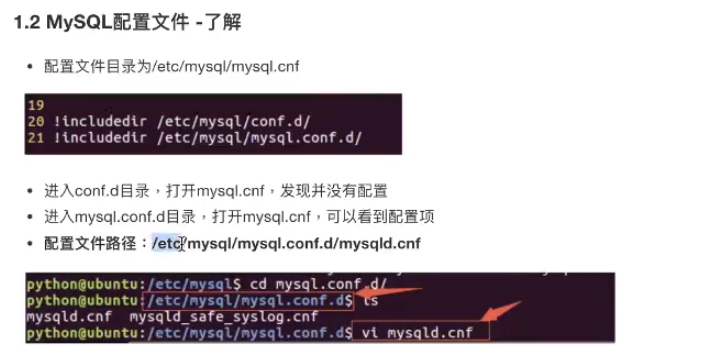 1.2 MySQL配置文件 -了解
配置文件目录为/etc/mysql/mysql.cnf
19
20 !includedir /etc/mysql/conf.d/
21 !includedir /etc/mysql/mysql.conf.d/
进入conf.d目录，打开mysql.cnf，发现并没有配置
进入mysql.conf.d目录，打开mysql.cnf，可以看到配置项
配置文件路径：/etc/mysql/mysql.conf.d/mysqld.cnf
python@ubuntu:/etc/mysql$ cd mysql.conf.d/
python@ubuntu:/etc/mysql/mysql.conf.d$ ls
mysqld.cnf mysqld_safe_syslog.cnf
python@ubuntu:/etc/mysql/mysql.conf.d$ vi mysqld.cnf